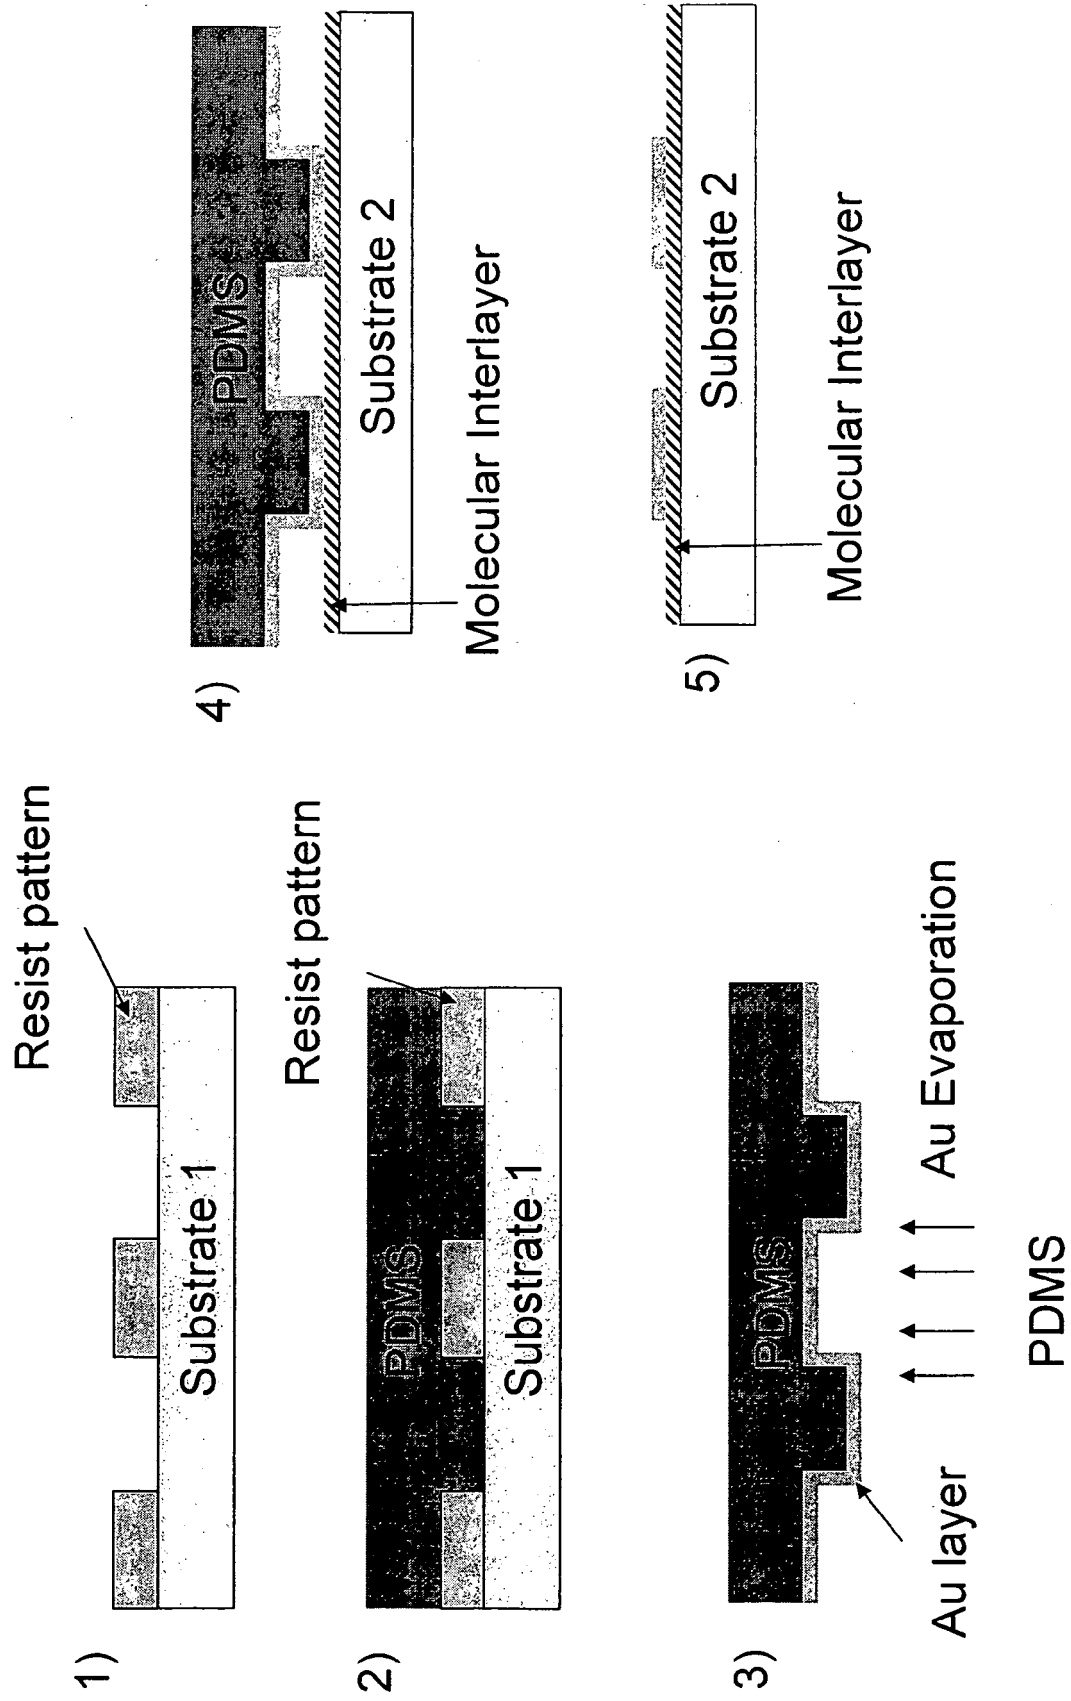 1)
Resist pattern
Substrate 1
2)
Resist pattern
PDMS
Substrate 1
3)
PDMS
Au layer
Au Evaporation
PDMS
4)
PDMS
Substrate 2
Molecular Interlayer
5)
Substrate 2
Molecular Interlayer